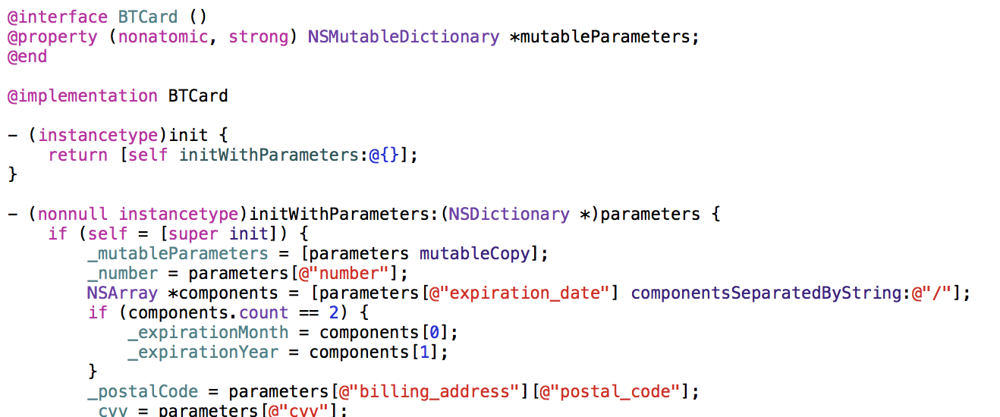 @interface BTCard ()
@property (nonatomic, strong) NSMutableDictionary *mutableParameters;
@end
@implementation BTCard
- (instancetype)init {
return [self initWithParameters:@{}];
}
- (nonnull instancetype)initWithParameters:(NSDictionary *)parameters {
if (self = [super init]) {
_mutableParameters = [parameters mutableCopy];
_number = parameters[@"number"];
NSArray *components = [parameters[@"expiration_date"] componentsSeparatedByString:@"/"];
if (components.count == 2) {
_expirationMonth = components[0];
_expirationYear = components[1];
}
_postalCode = parameters[@"billing_address"][@"postal_code"];
_cvv = parameters[@"cvv"];